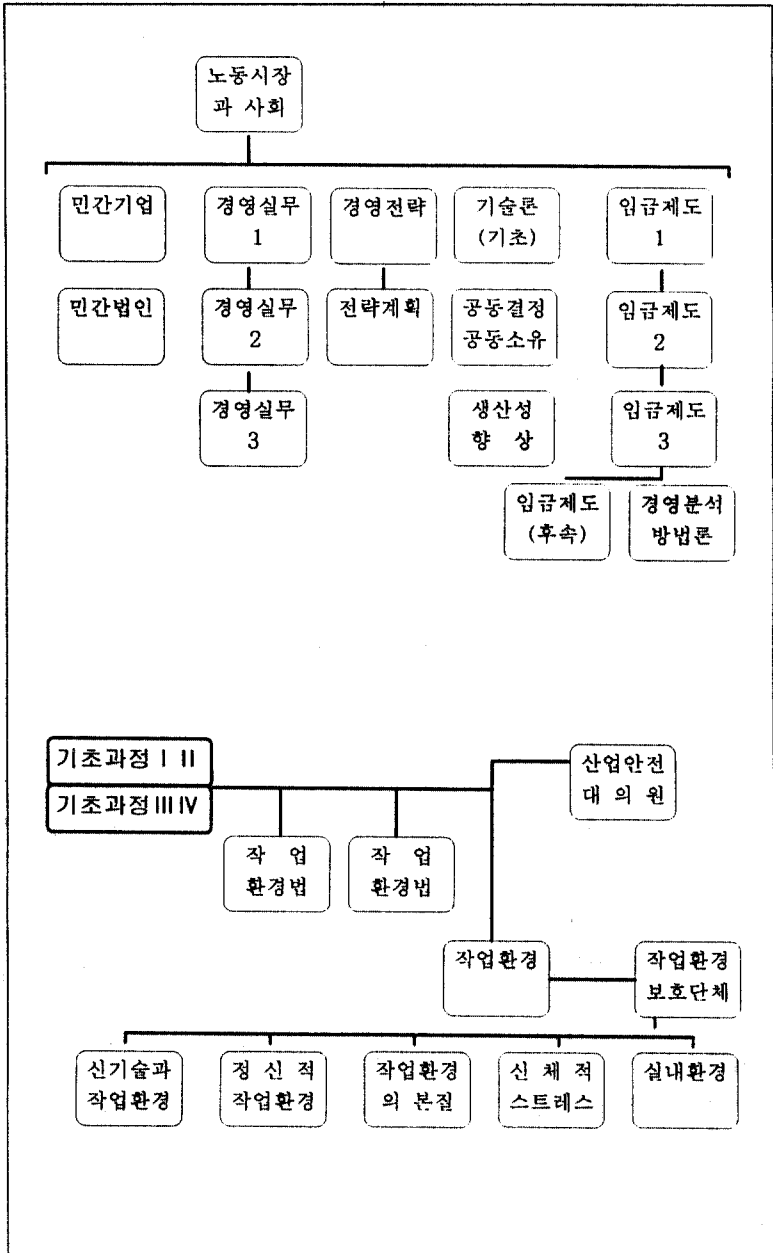 노동시장
과 사회
민간기업
경영실무
1
경영전략
기술론
(기초)
임금제도
1
민간법인
경영실무
2
전략계획
공동결정
공동소유
임금제도
2
경영실무
3
생산성
향 상
임금제도
3
임금제도
(후속)
경영분석
방법론
기초과정 I II
기초과정 III IV
산업안전
대 의 원
작 업
환경법
작 업
환경법
작업환경
작업환경
보호단체
신기술과
작업환경
정 신 적
작업환경
작업환경
의 본질
신 체 적
스트레스
실내환경